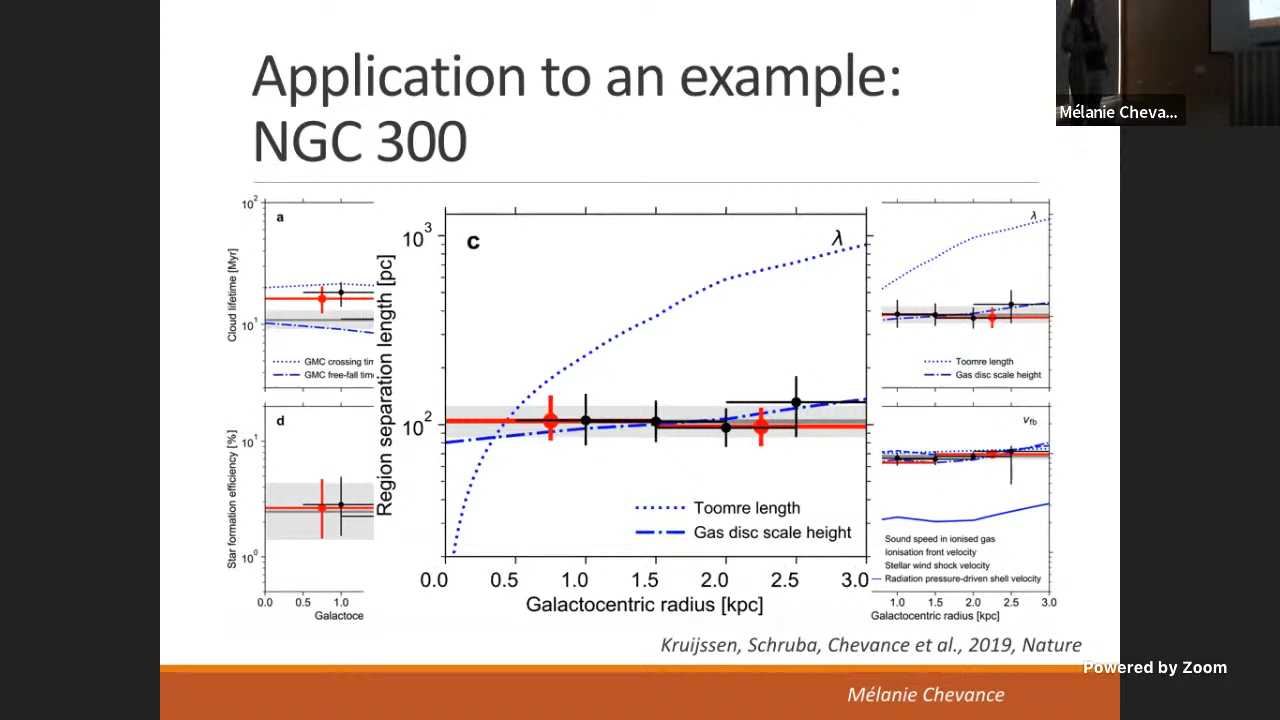 Application to an example:
NGC 300
Mélanie Cheva...
10²
a
Cloud lifetime [Myr]
10¹
GMC crossing tim
GMC free-fall time
d
Star formation efficiency [%]
10¹
10⁰
0.0 0.5 1.0
Galactoce
c
λ
10³
10²
Region separation length [pc]
Toomre length
Gas disc scale height
0.0 0.5 1.0 1.5 2.0 2.5 3.0
Galactocentric radius [kpc]
λ
Toomre length
Gas disc scale height
vfb
Sound speed in ionised gas
Ionisation front velocity
Stellar wind shock velocity
Radiation pressure-driven shell velocity
1.0 1.5 2.0 2.5 3.0
Galactocentric radius [kpc]
Kruijssen, Schruba, Chevance et al., 2019, Nature
Powered by Zoom
Mélanie Chevance